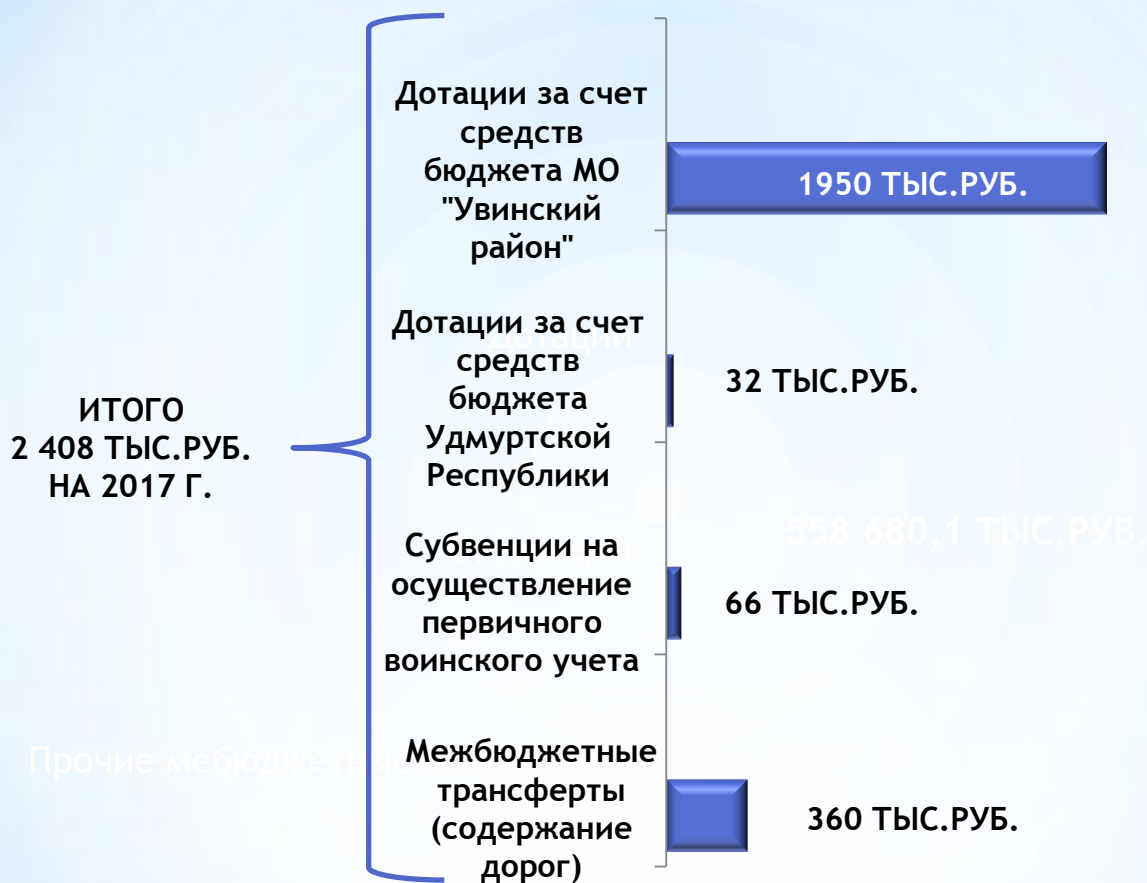 Дотации за счет
средств
бюджета МО
"Увинский
район"
1950 ТЫС.РУБ.
Дотации за счет
средств
бюджета
Удмуртской
Республики
Дотации
32 ТЫС.РУБ.
ИТОГО
2 408 ТЫС.РУБ.
НА 2017 Г.
558 680,1 ТЫС.РУБ.
Субвенции на
осуществление
первичного
воинского учета
66 ТЫС.РУБ.
Прочие мебюджетные
Межбюджетные
трансферты
(содержание
дорог)
360 ТЫС.РУБ.